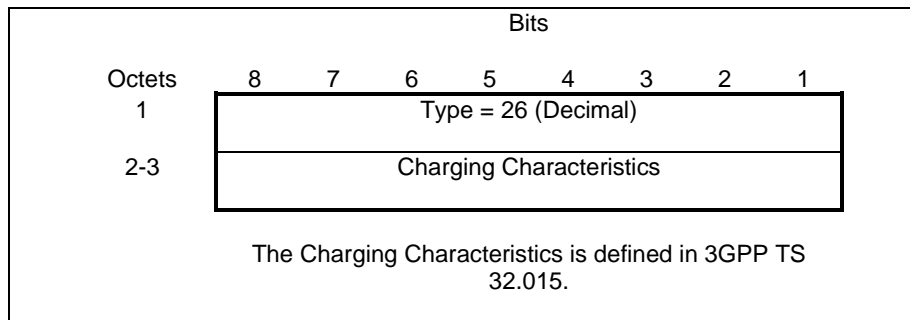 Bits
Octets 8 7 6 5 4 3 2 1
1 Type = 26 (Decimal)
2-3 Charging Characteristics
The Charging Characteristics is defined in 3GPP TS
32.015.